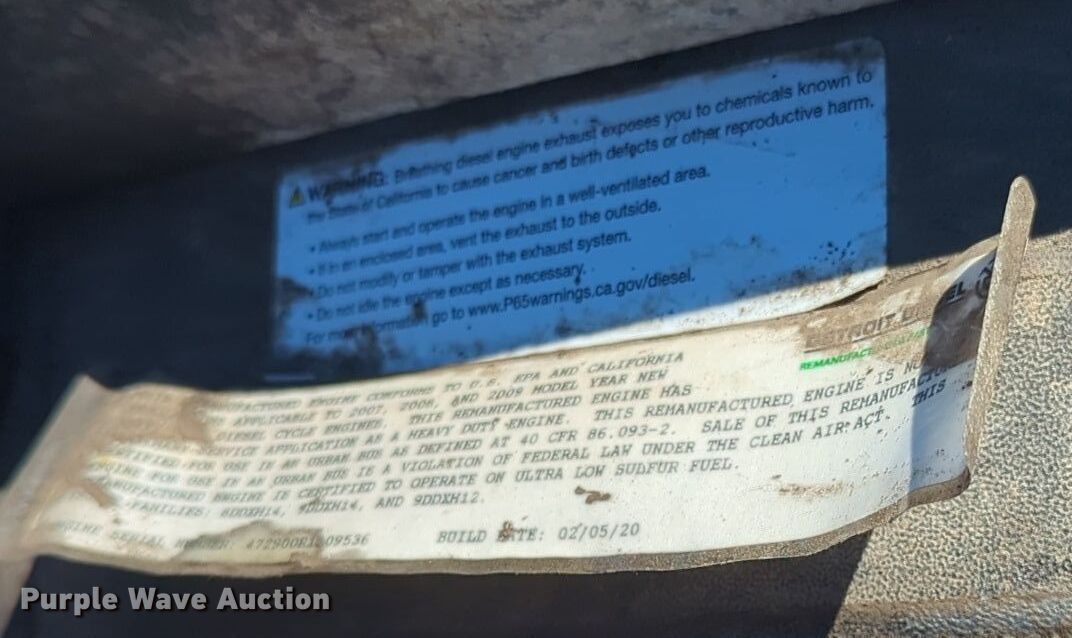 WARNING: Breathing diesel engine exhaust exposes you to chemicals known to
the State of California to cause cancer and birth defects or other reproductive harm.
• Always start and operate the engine in a well-ventilated area.
• If in an enclosed area, vent the exhaust to the outside.
• Do not modify or tamper with the exhaust system.
• Do not idle the engine except as necessary.
For more information go to www.P65warnings.ca.gov/diesel.
ENGINE CONFORMS TO U.S. EPA AND CALIFORNIA
APPLICABLE TO 2007, 2008, AND 2009 MODEL YEAR NEW
DIESEL CYCLE ENGINES. THIS REMANUFACTURED ENGINE HAS
SERVICE APPLICATION AS A HEAVY DUTY ENGINE. THIS REMANUFACTURED ENGINE IS
FOR USE IN AN URBAN BUS AS DEFINED AT 40 CFR 86.093-2. SALE OF THIS
FOR USE IN AN URBAN BUS IS A VIOLATION OF FEDERAL LAW UNDER THE CLEAN AIR ACT. THIS
ENGINE IS CERTIFIED TO OPERATE ON ULTRA LOW SULFUR FUEL.
FAMILIES: 8DDXH14, 9DDXH14, AND 9DDXH12.
SERIAL NUMBER: BUILD DATE: 02/05/20
Purple Wave Auction